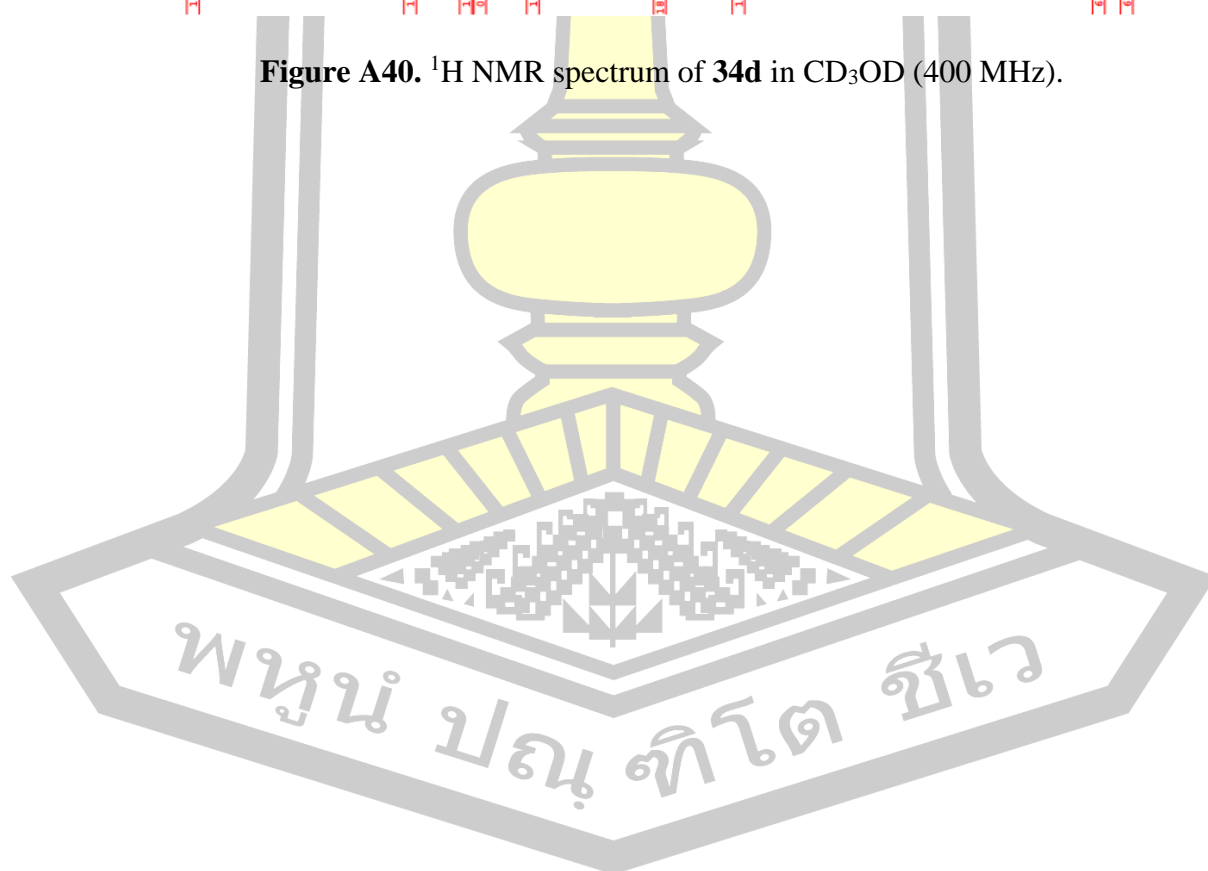 Figure A40. ¹H NMR spectrum of 34d in CD₃OD (400 MHz).
พหูนํ ปณฺฑิโต ชีเว